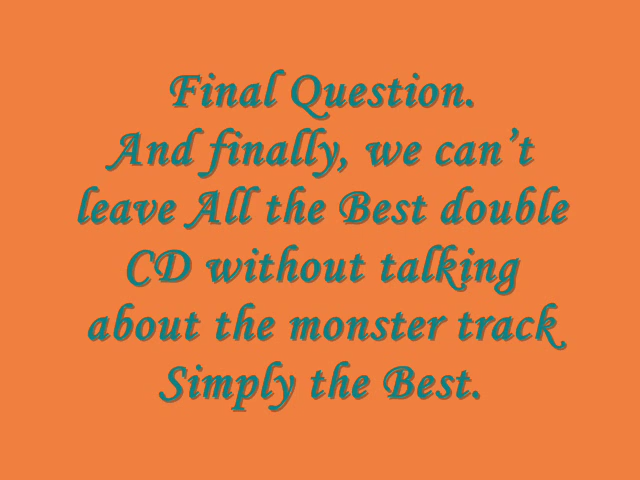 Final Question.
And finally, we can’t
leave All the Best double
CD without talking
about the monster track
Simply the Best.